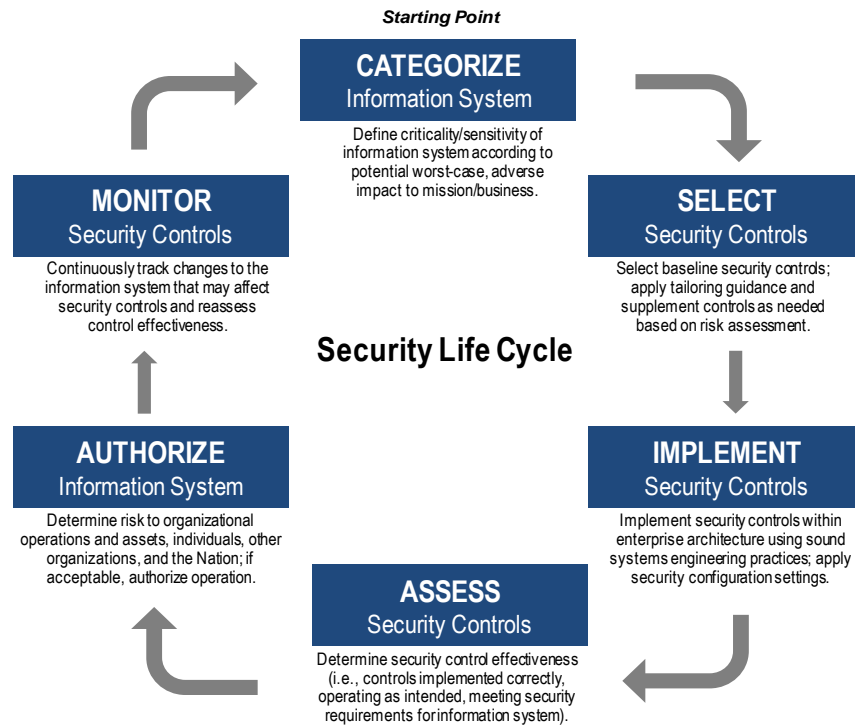 Starting Point
CATEGORIZE
Information System
Define criticality/sensitivity of
information system according to
potential worst-case, adverse
impact to mission/business.
SELECT
Security Controls
Select baseline security controls;
apply tailoring guidance and
supplement controls as needed
based on risk assessment.
IMPLEMENT
Security Controls
Implement security controls within
enterprise architecture using sound
systems engineering practices; apply
security configuration settings.
ASSESS
Security Controls
Determine security control effectiveness
(i.e., controls implemented correctly,
operating as intended, meeting security
requirements for information system).
AUTHORIZE
Information System
Determine risk to organizational
operations and assets, individuals, other
organizations, and the Nation; if
acceptable, authorize operation.
MONITOR
Security Controls
Continuously track changes to the
information system that may affect
security controls and reassess
control effectiveness.
Security Life Cycle